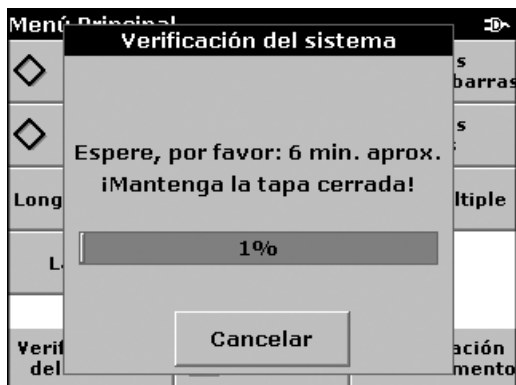 Menú Principal
Verificación del sistema
s
barras
s
Espere, por favor: 6 min. aprox.
¡Mantenga la tapa cerrada!
Long
ltiple
1%
L
Cancelar
Verif
del
ación
mento